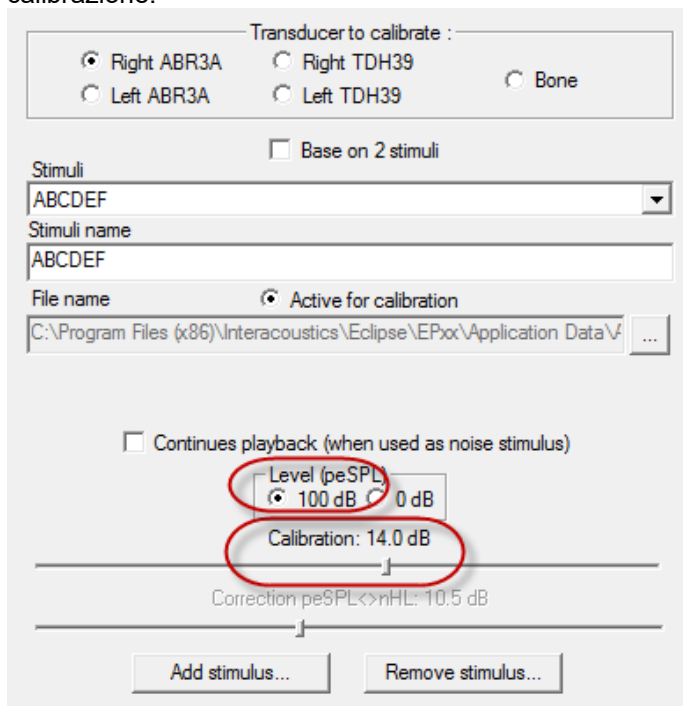 calibrazione.
Transducer to calibrate :
Right ABR3A Right TDH39
Bone
Left ABR3A Left TDH39
Base on 2 stimuli
Stimuli
ABCDEF
Stimuli name
ABCDEF
File name Active for calibration
C:\Program Files (x86)\Interacoustics\Eclipse\EPxx\Application Data\ ...
Continues playback (when used as noise stimulus)
Level (peSPL)
100 dB 0 dB
Calibration: 14.0 dB
Correction peSPL<>nHL: 10.5 dB
Add stimulus... Remove stimulus...